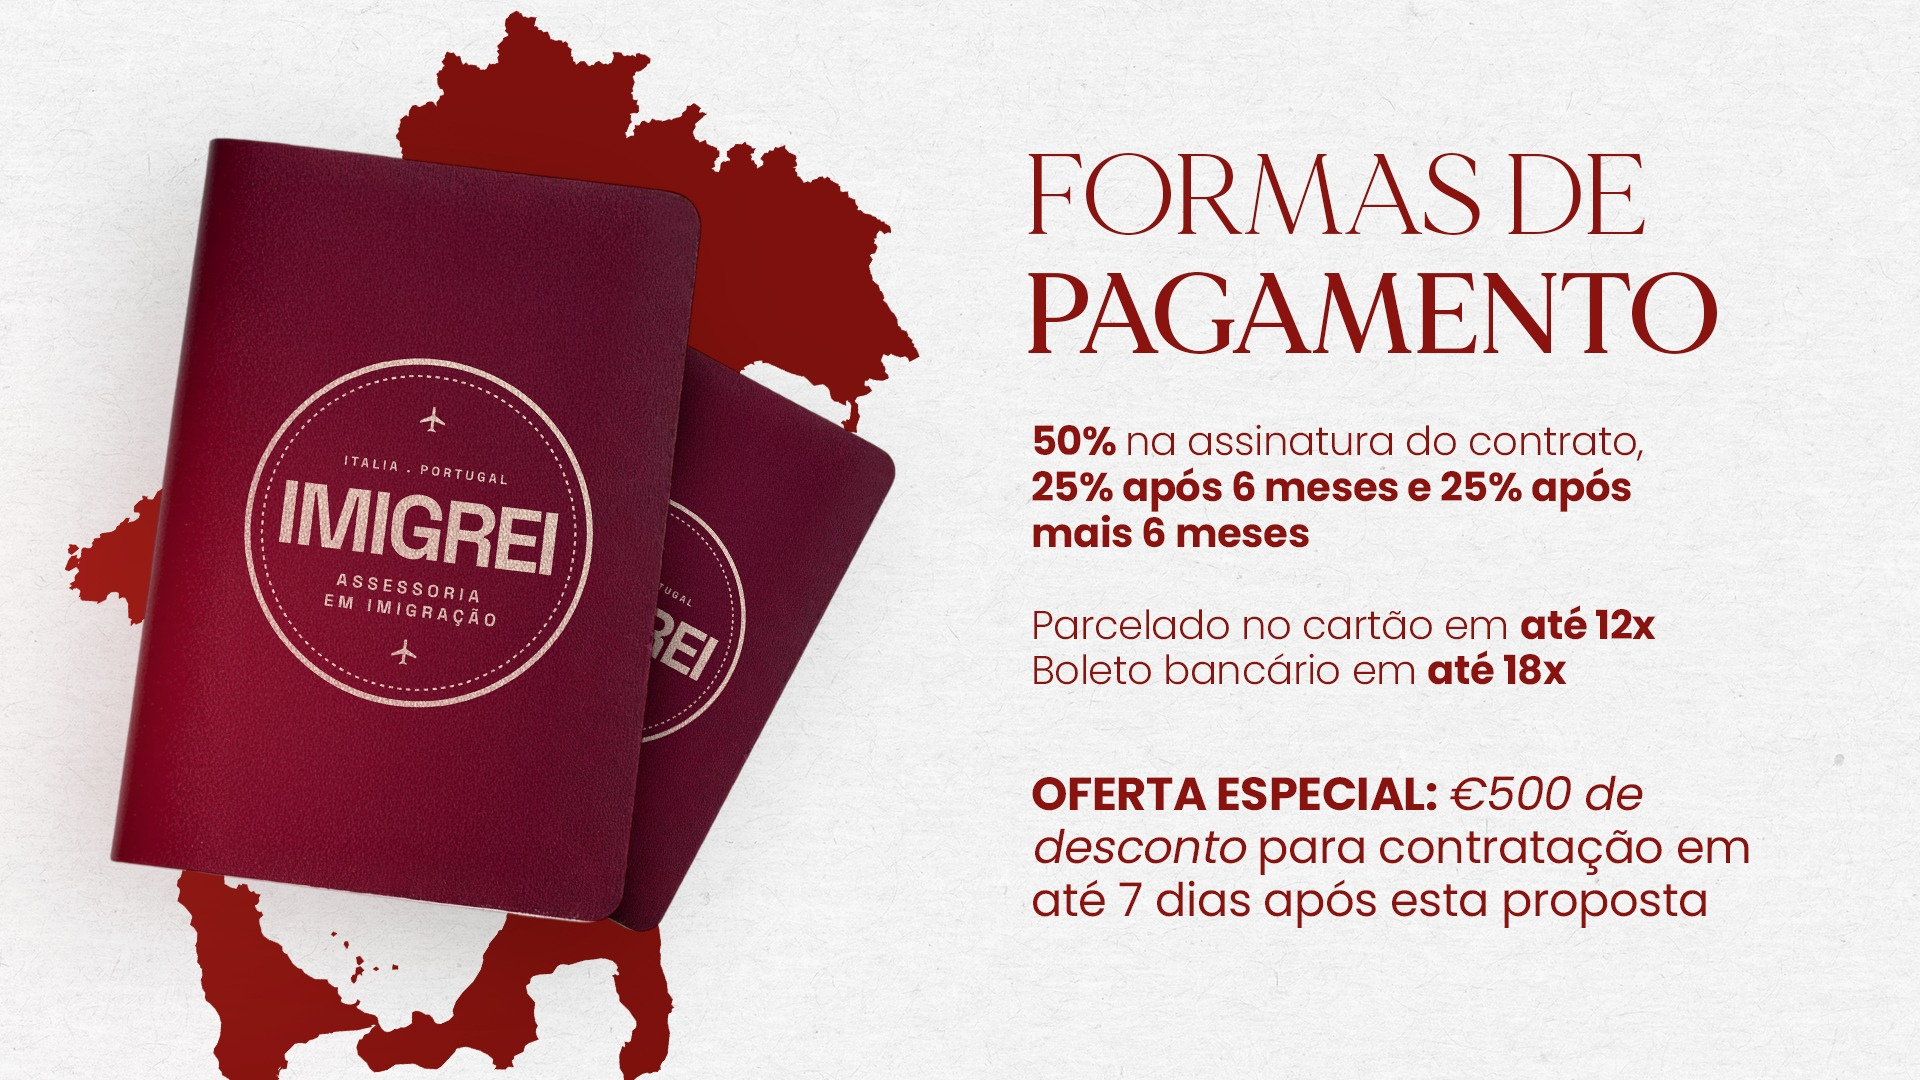 ITALIA . PORTUGAL
IMIGREI
ASSESSORIA
EM IMIGRAÇÃO
TUGAL
REI
FORMAS DE
PAGAMENTO
50% na assinatura do contrato,
25% após 6 meses e 25% após
mais 6 meses
Parcelado no cartão em até 12x
Boleto bancário em até 18x
OFERTA ESPECIAL: €500 de
desconto para contratação em
até 7 dias após esta proposta